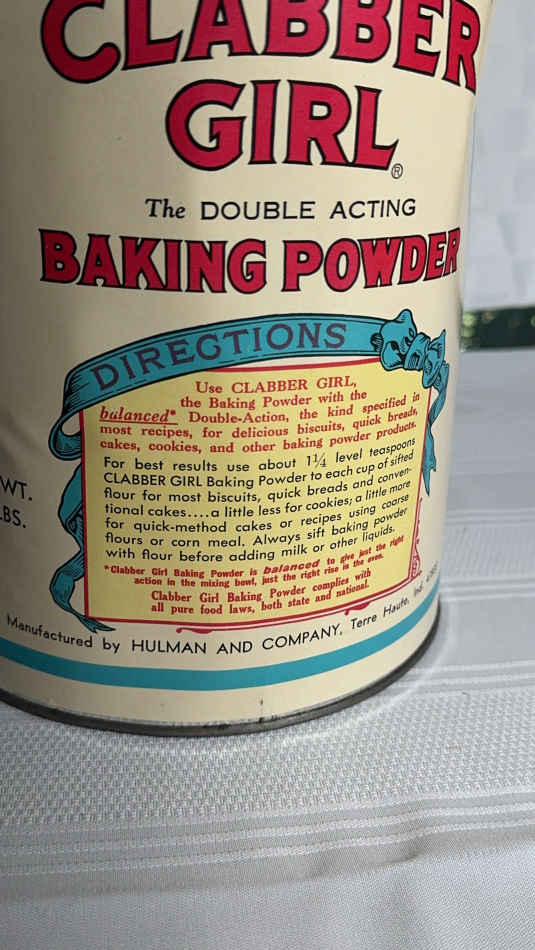 CLABBER
GIRL®
The DOUBLE ACTING
BAKING POWDER
DIRECTIONS
Use CLABBER GIRL,
the Baking Powder with the
balanced* Double-Action, the kind specified in
most recipes, for delicious biscuits, quick breads,
cakes, cookies, and other baking powder products.
For best results use about 1¼ level teaspoons
CLABBER GIRL Baking Powder to each cup of sifted
flour for most biscuits, quick breads and conven-
tional cakes....a little less for cookies; a little more
for quick-method cakes or recipes using coarse
flours or corn meal. Always sift baking powder
with flour before adding milk or other liquids.
*Clabber Girl Baking Powder is balanced to give just the right
action in the mixing bowl, just the right rise in the oven.
Clabber Girl Baking Powder complies with
all pure food laws, both state and national.
WT.
LBS.
Manufactured by HULMAN AND COMPANY, Terre Haute, Ind.